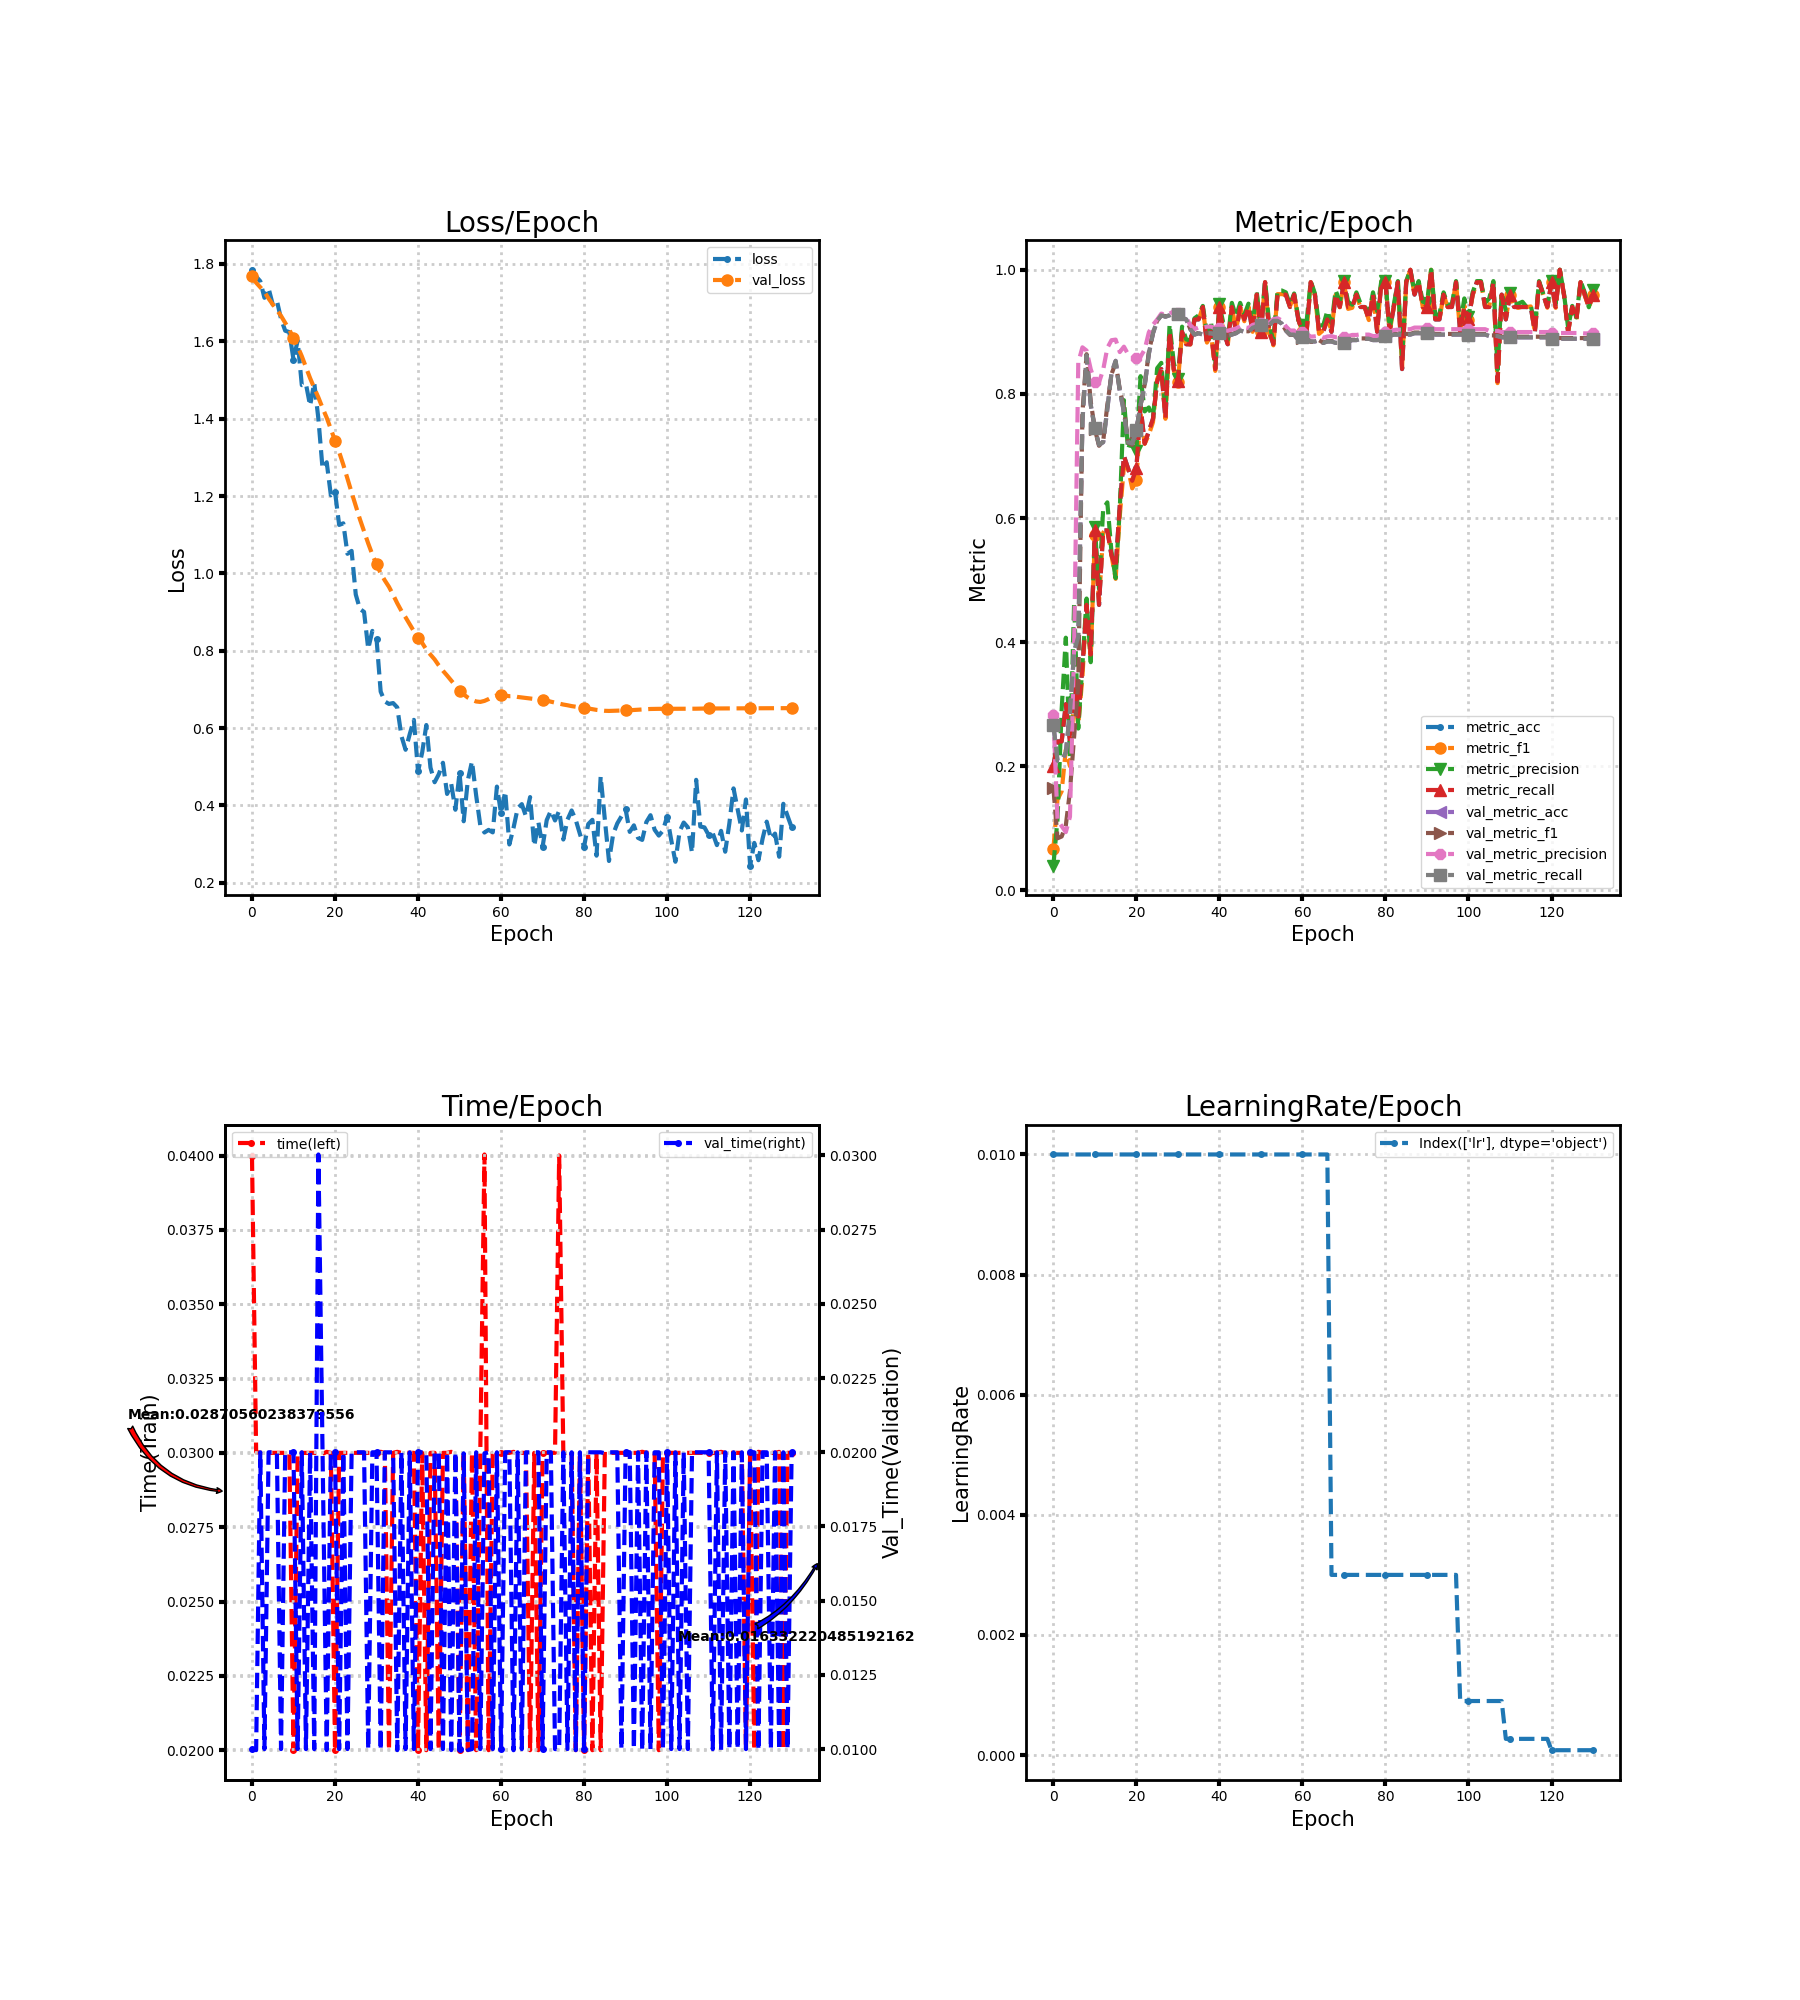 Loss/Epoch
1.8
1.6
1.4
1.2
1.0
0.8
0.6
0.4
0.2
Loss
0
20
40
60
80
100
120
Epoch
loss
val_loss
Metric/Epoch
1.0
0.8
0.6
0.4
0.2
0.0
Metric
0
20
40
60
80
100
120
Epoch
metric_acc
metric_f1
metric_precision
metric_recall
val_metric_acc
val_metric_f1
val_metric_precision
val_metric_recall
Time/Epoch
time(left)
val_time(right)
0.0400
0.0375
0.0350
0.0325
0.0300
0.0275
0.0250
0.0225
0.0200
Time(Train)
0.0300
0.0275
0.0250
0.0225
0.0200
0.0175
0.0150
0.0125
0.0100
Val_Time(Validation)
0
20
40
60
80
100
120
Epoch
LearningRate/Epoch
Index(['lr'], dtype='object')
0.010
0.008
0.006
0.004
0.002
0.000
LearningRate
0
20
40
60
80
100
120
Epoch